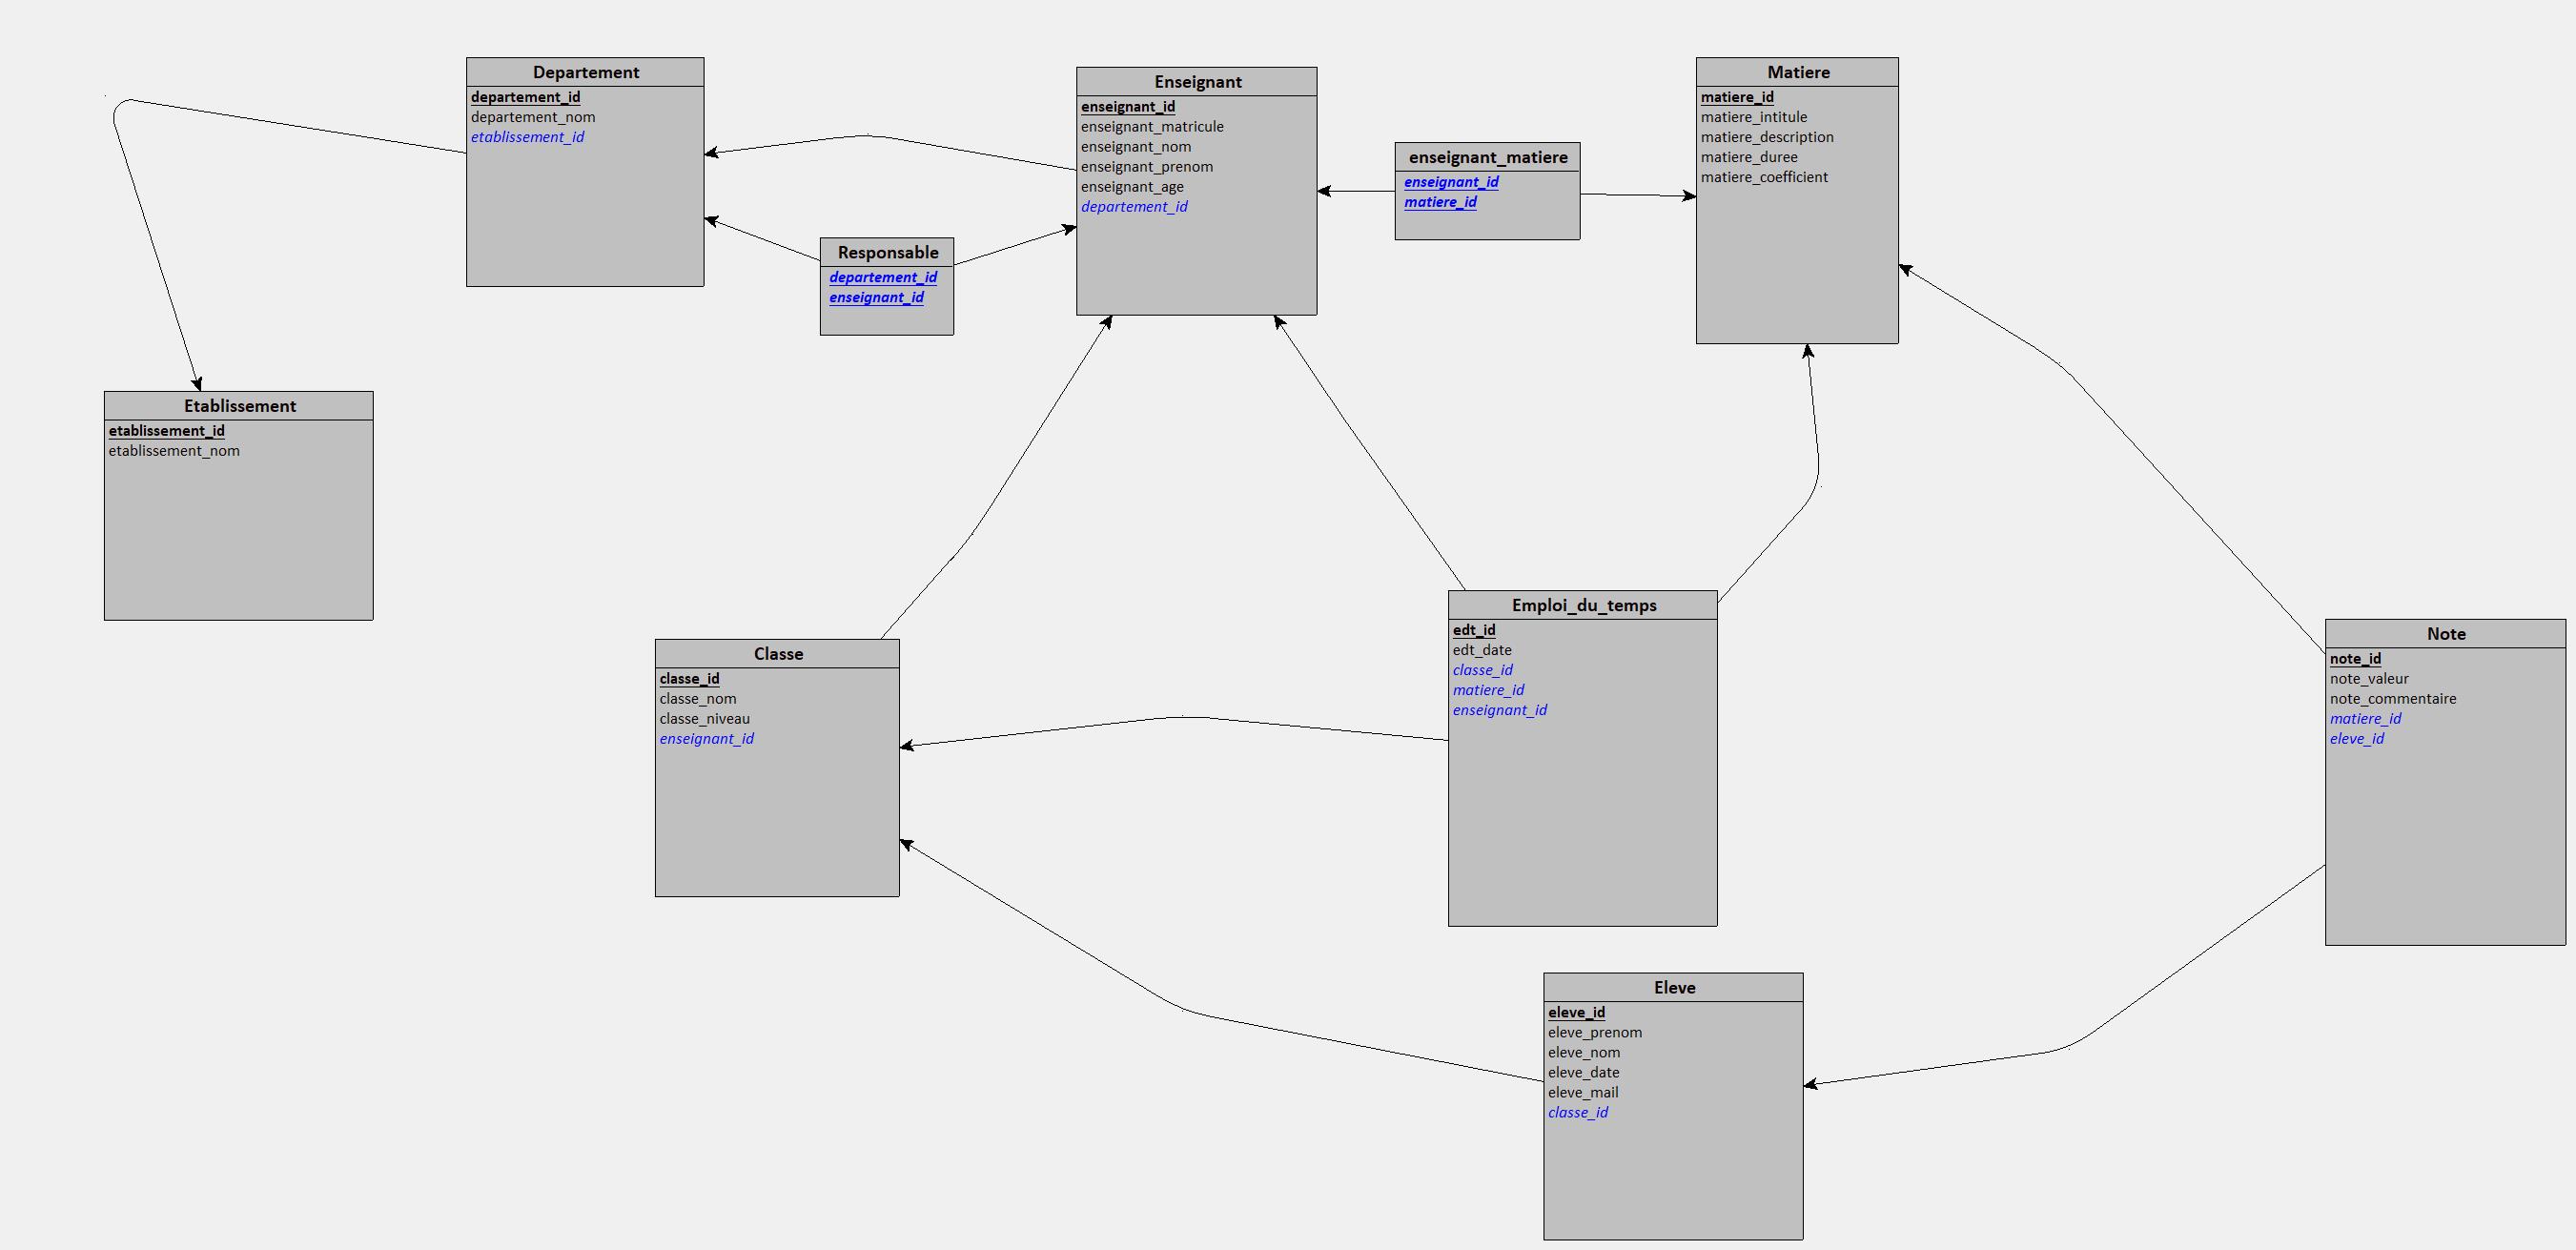 Departement
departement_id
departement_nom
etablissement_id
Enseignant
enseignant_id
enseignant_matricule
enseignant_nom
enseignant_prenom
enseignant_age
departement_id
Matiere
matiere_id
matiere_intitule
matiere_description
matiere_duree
matiere_coefficient
enseignant_matiere
enseignant_id
matiere_id
Responsable
departement_id
enseignant_id
Etablissement
etablissement_id
etablissement_nom
Classe
classe_id
classe_nom
classe_niveau
enseignant_id
Emploi_du_temps
edt_id
edt_date
classe_id
matiere_id
enseignant_id
Note
note_id
note_valeur
note_commentaire
matiere_id
eleve_id
Eleve
eleve_id
eleve_prenom
eleve_nom
eleve_date
eleve_mail
classe_id